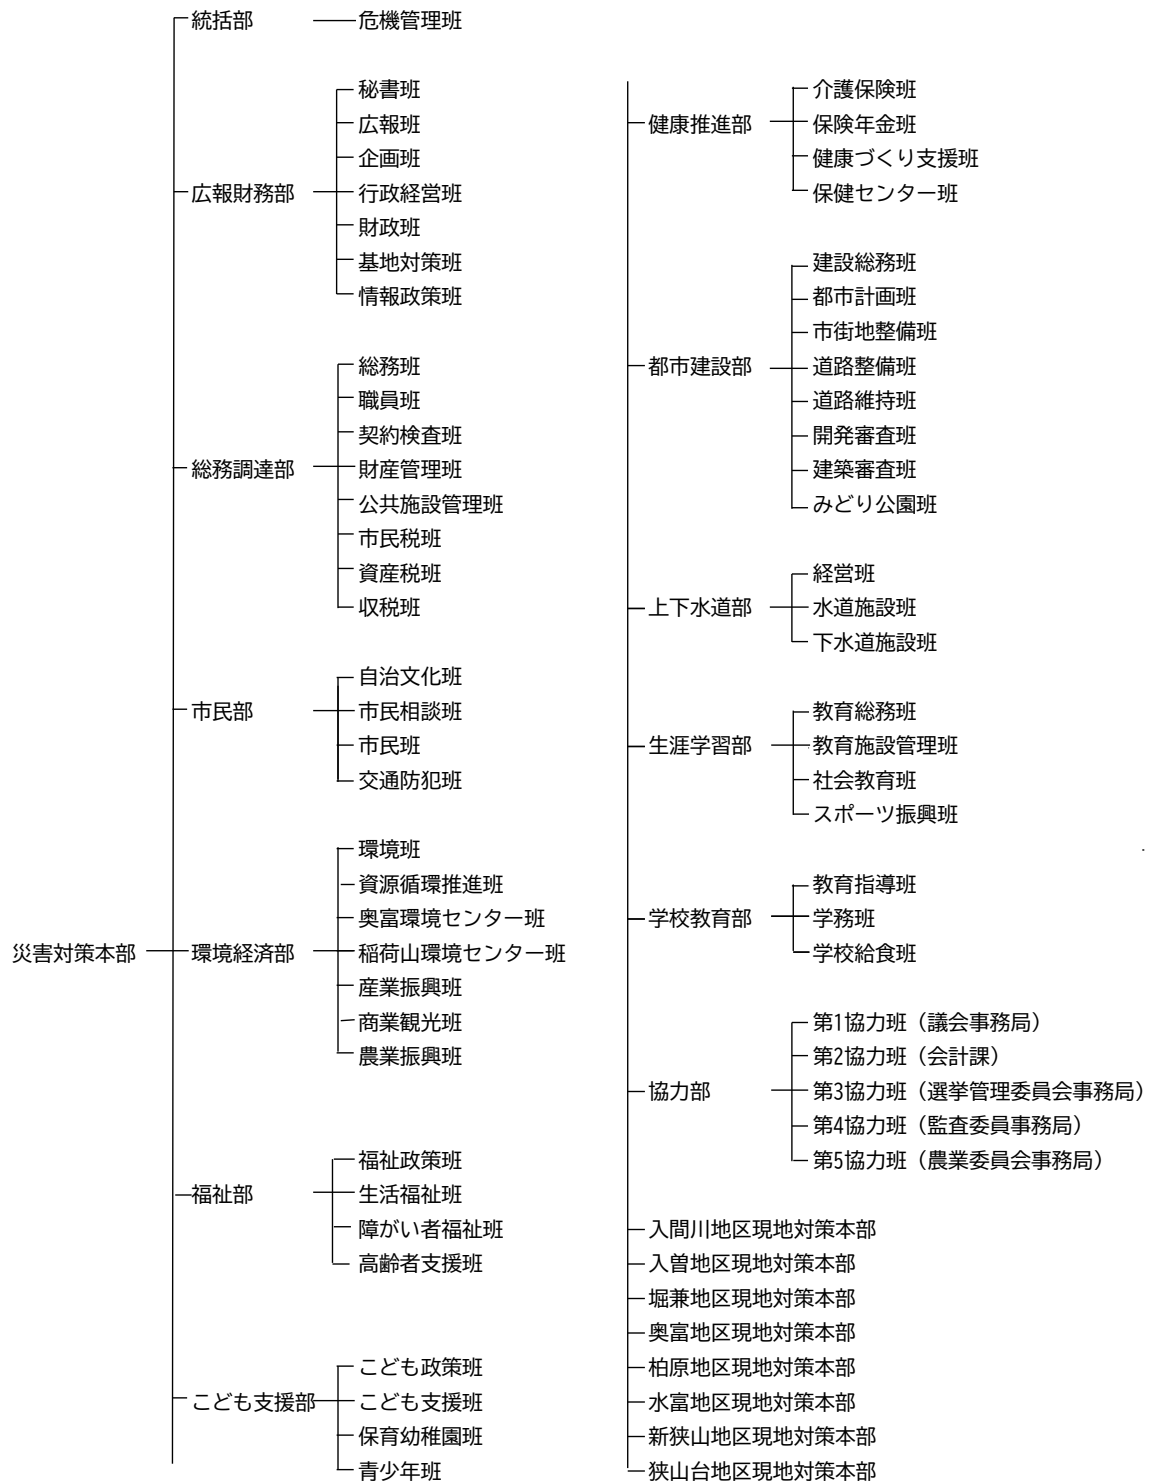 災害対策本部
統括部
危機管理班
広報財務部
秘書班
広報班
企画班
行政経営班
財政班
基地対策班
情報政策班
総務調達部
総務班
職員班
契約検査班
財産管理班
公共施設管理班
市民税班
資産税班
収税班
市民部
自治文化班
市民相談班
市民班
交通防犯班
環境経済部
環境班
資源循環推進班
奥富環境センター班
稲荷山環境センター班
産業振興班
商業観光班
農業振興班
福祉部
福祉政策班
生活福祉班
障がい者福祉班
高齢者支援班
こども支援部
こども政策班
こども支援班
保育幼稚園班
青少年班
健康推進部
介護保険班
保険年金班
健康づくり支援班
保健センター班
都市建設部
建設総務班
都市計画班
市街地整備班
道路整備班
道路維持班
開発審査班
建築審査班
みどり公園班
上下水道部
経営班
水道施設班
下水道施設班
生涯学習部
教育総務班
教育施設管理班
社会教育班
スポーツ振興班
学校教育部
教育指導班
学務班
学校給食班
協力部
第1協力班（議会事務局）
第2協力班（会計課）
第3協力班（選挙管理委員会事務局）
第4協力班（監査委員事務局）
第5協力班（農業委員会事務局）
入間川地区現地対策本部
入曽地区現地対策本部
堀兼地区現地対策本部
奥富地区現地対策本部
柏原地区現地対策本部
水富地区現地対策本部
新狭山地区現地対策本部
狭山台地区現地対策本部